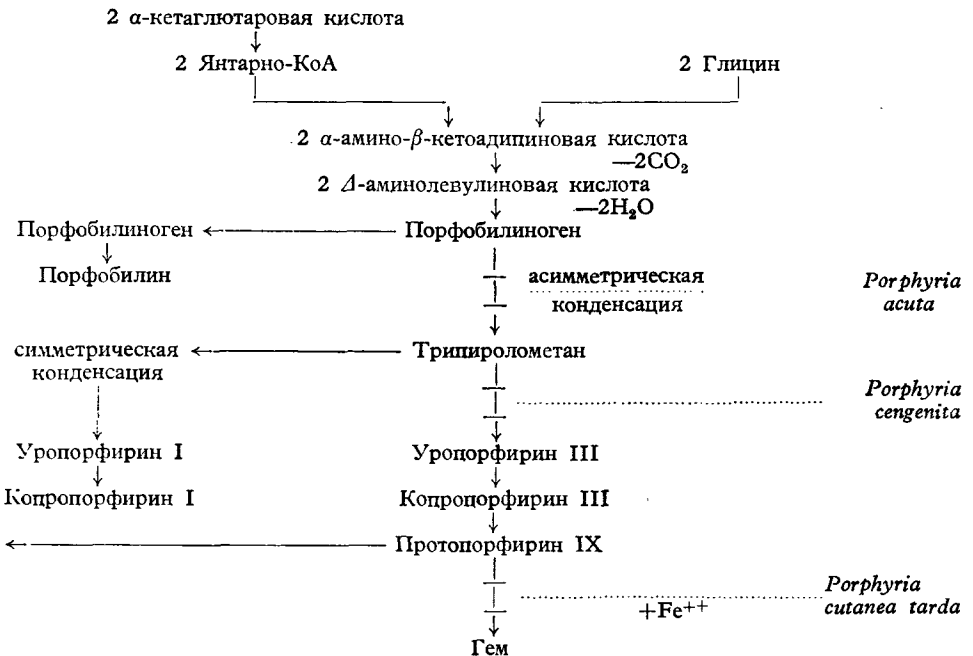 2 α-кетаглютаровая кислота
2 Янтарно-КоА
2 Глицин
2 α-амино-β-кетоадипиновая кислота
—2CO₂
2 Δ-аминолевулиновая кислота
—2H₂O
Порфобилиноген
Порфобилиноген
Порфобилин
асимметрическая
конденсация
Porphyria
acuta
симметрическая
конденсация
Трипиролометан
Porphyria
cengenita
Уропорфирин I
Уропорфирин III
Копропорфирин I
Копропорфирин III
Протопорфирин IX
Porphyria
cutanea tarda
+Fe⁺⁺
Гем